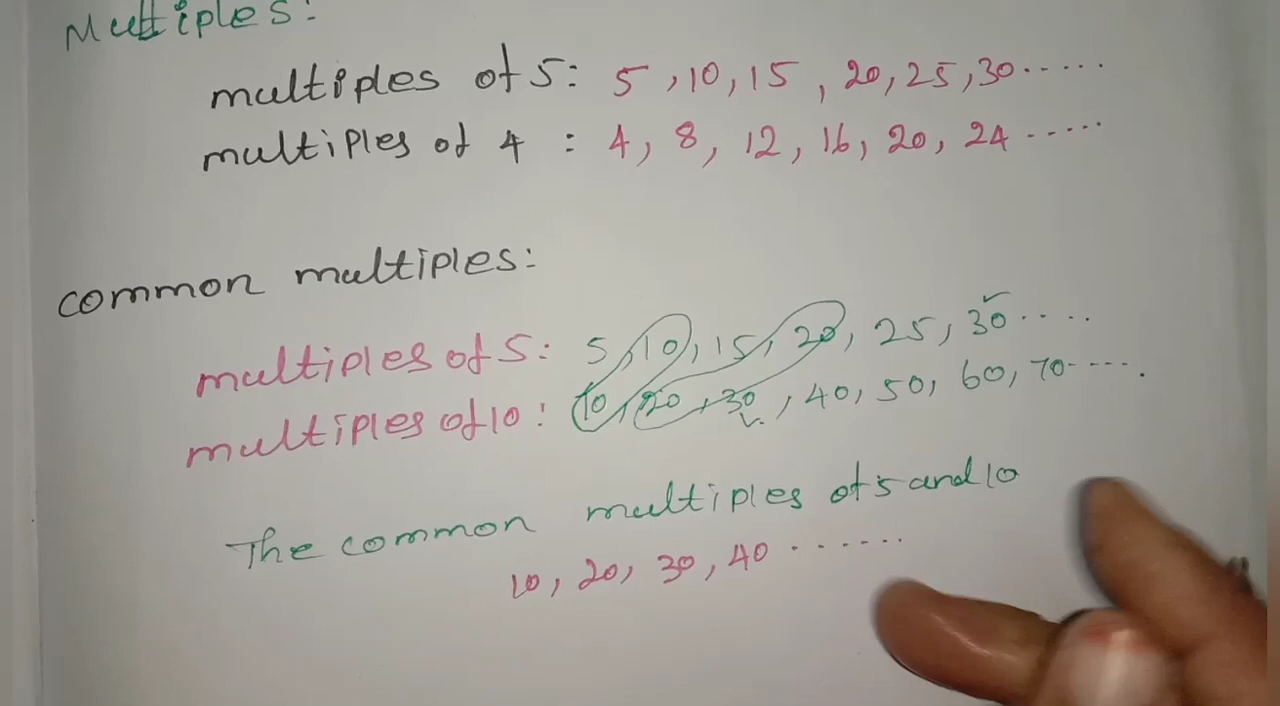 Multiples:
multiples of 5: 5, 10, 15, 20, 25, 30......
multiples of 4 : 4, 8, 12, 16, 20, 24 .....
common multiples:
multiples of 5: 5, 10, 15, 20, 25, 30....
multiples of 10 : 10, 20, 30, 40, 50, 60, 70.....
The common multiples of 5 and 10
10, 20, 30, 40 .......